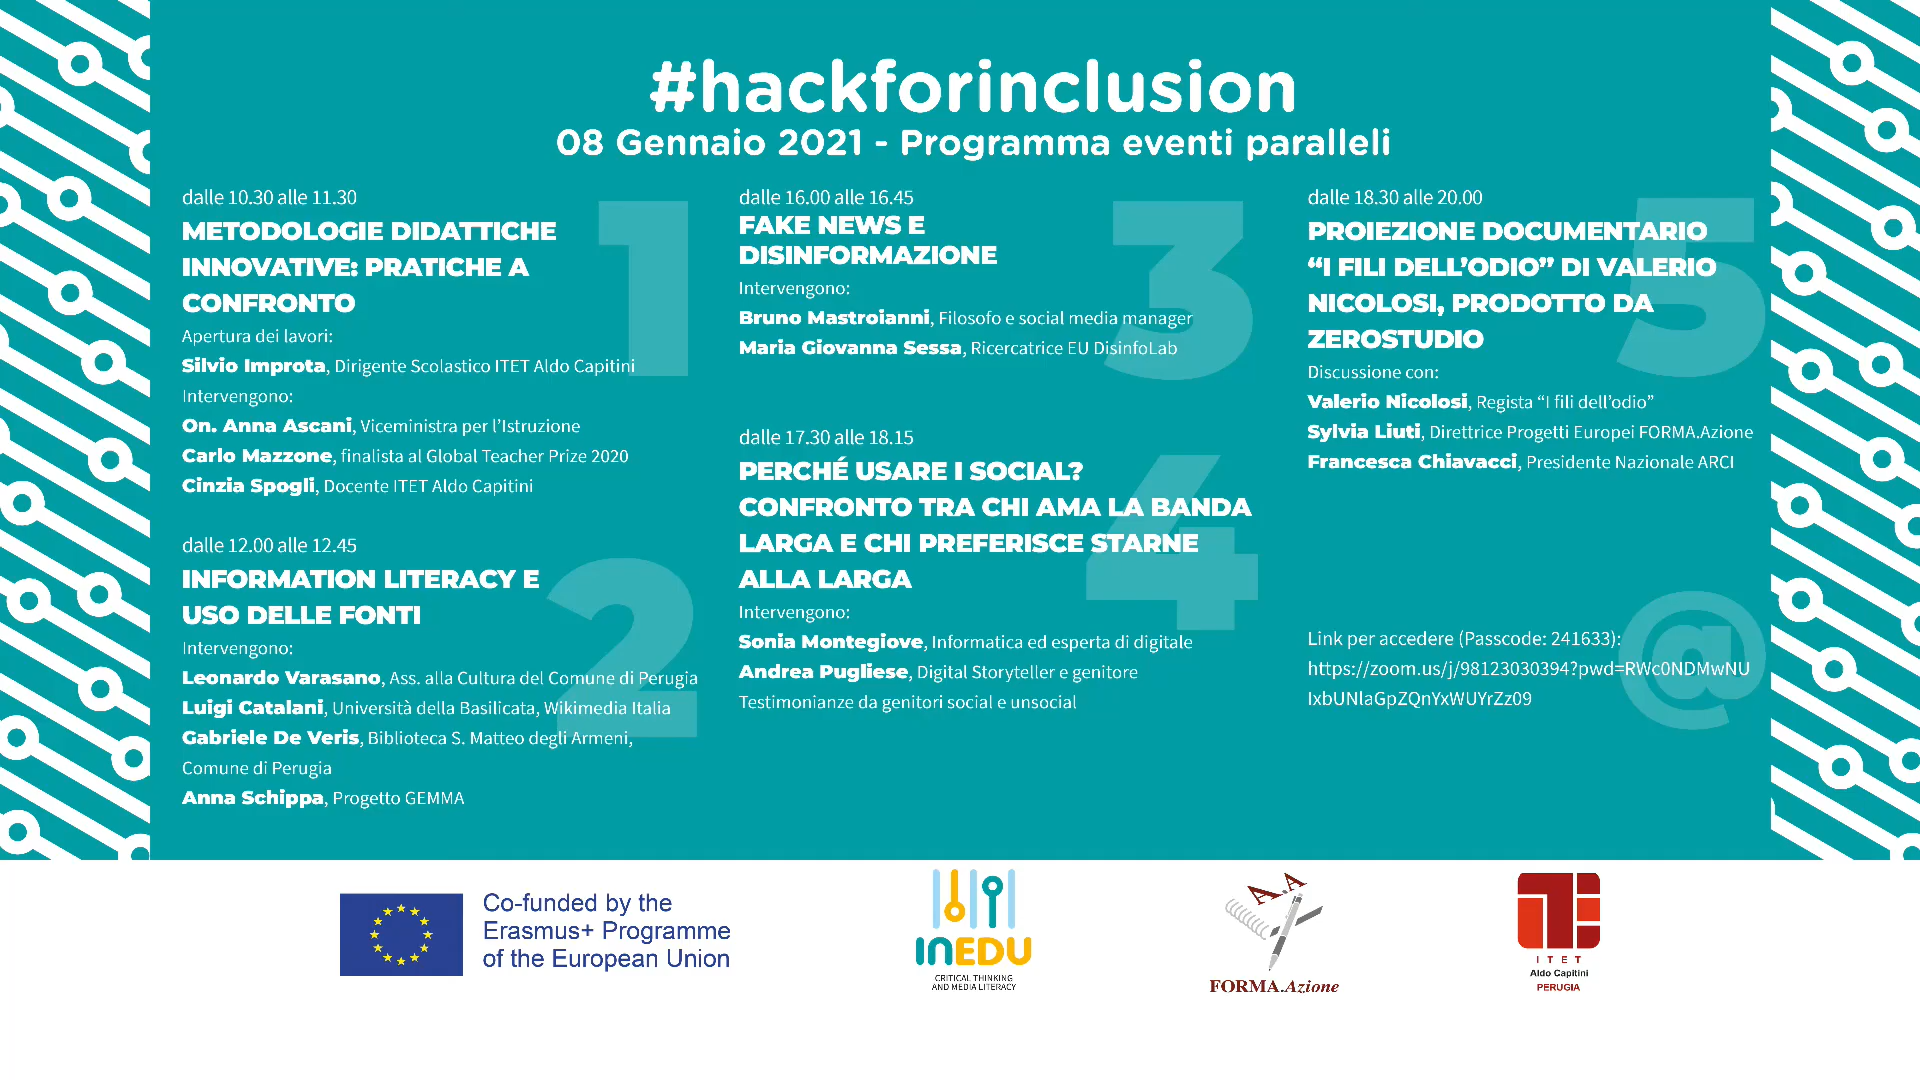 #hackforinclusion
08 Gennaio 2021 - Programma eventi paralleli
1
dalle 10.30 alle 11.30
METODOLOGIE DIDATTICHE
INNOVATIVE: PRATICHE A
CONFRONTO
Apertura dei lavori:
Silvio Improta, Dirigente Scolastico ITET Aldo Capitini
Intervengono:
On. Anna Ascani, Viceministra per l’Istruzione
Carlo Mazzone, finalista al Global Teacher Prize 2020
Cinzia Spogli, Docente ITET Aldo Capitini
2
dalle 12.00 alle 12.45
INFORMATION LITERACY E
USO DELLE FONTI
Intervengono:
Leonardo Varasano, Ass. alla Cultura del Comune di Perugia
Luigi Catalani, Università della Basilicata, Wikimedia Italia
Gabriele De Veris, Biblioteca S. Matteo degli Armeni,
Comune di Perugia
Anna Schippa, Progetto GEMMA
3
dalle 16.00 alle 16.45
FAKE NEWS E
DISINFORMAZIONE
Intervengono:
Bruno Mastroianni, Filosofo e social media manager
Maria Giovanna Sessa, Ricercatrice EU DisinfoLab
4
dalle 17.30 alle 18.15
PERCHÉ USARE I SOCIAL?
CONFRONTO TRA CHI AMA LA BANDA
LARGA E CHI PREFERISCE STARNE
ALLA LARGA
Intervengono:
Sonia Montegiove, Informatica ed esperta di digitale
Andrea Pugliese, Digital Storyteller e genitore
Testimonianze da genitori social e unsocial
5
dalle 18.30 alle 20.00
PROIEZIONE DOCUMENTARIO
“I FILI DELL’ODIO” DI VALERIO
NICOLOSI, PRODOTTO DA
ZEROSTUDIO
Discussione con:
Valerio Nicolosi, Regista “I fili dell’odio”
Sylvia Liuti, Direttrice Progetti Europei FORMA.Azione
Francesca Chiavacci, Presidente Nazionale ARCI
@
Link per accedere (Passcode: 241633):
https://zoom.us/j/98123030394?pwd=RWc0NDMwNU
IxbUNlaGpZQnYxWUYrZz09
Co-funded by the
Erasmus+ Programme
of the European Union
INEDU
CRITICAL THINKING
AND MEDIA LITERACY
A.A
FORMA.Azione
ITET
Aldo Capitini
PERUGIA